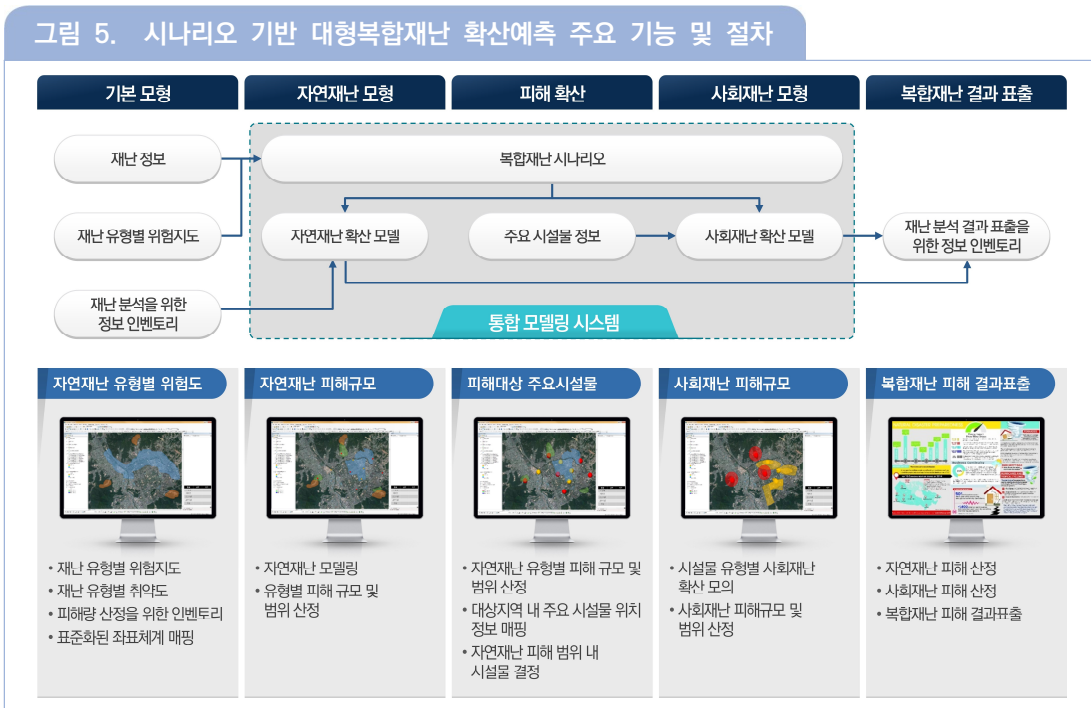 그림 5. 시나리오 기반 대형복합재난 확산예측 주요 기능 및 절차
기본 모형
자연재난 모형
피해 확산
사회재난 모형
복합재난 결과 표출
재난 정보
복합재난 시나리오
재난 유형별 위험지도
자연재난 확산 모델
주요 시설물 정보
사회재난 확산 모델
재난 분석 결과 표출을
위한 정보 인벤토리
재난 분석을 위한
정보 인벤토리
통합 모델링 시스템
자연재난 유형별 위험도
• 재난 유형별 위험지도
• 재난 유형별 취약도
• 피해량 산정을 위한 인벤토리
• 표준화된 좌표체계 매핑
자연재난 피해규모
• 자연재난 모델링
• 유형별 피해 규모 및
범위 산정
피해대상 주요시설물
• 자연재난 유형별 피해 규모 및
범위 산정
• 대상지역 내 주요 시설물 위치
정보 매핑
• 자연재난 피해 범위 내
시설물 결정
사회재난 피해규모
• 시설물 유형별 사회재난
확산 모의
• 사회재난 피해규모 및
범위 산정
복합재난 피해 결과표출
• 자연재난 피해 산정
• 사회재난 피해 산정
• 복합재난 피해 결과표출